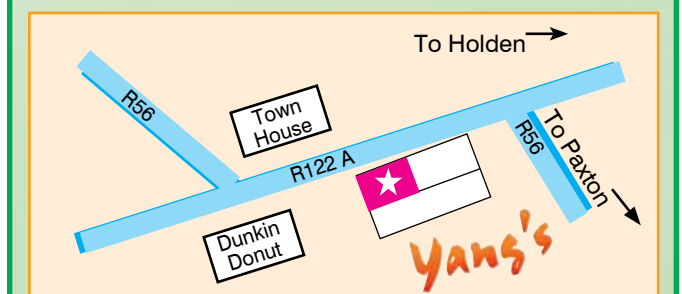 To Holden
R56
Town
House
R122 A
R56
To Paxton
Dunkin
Donut
Yang's